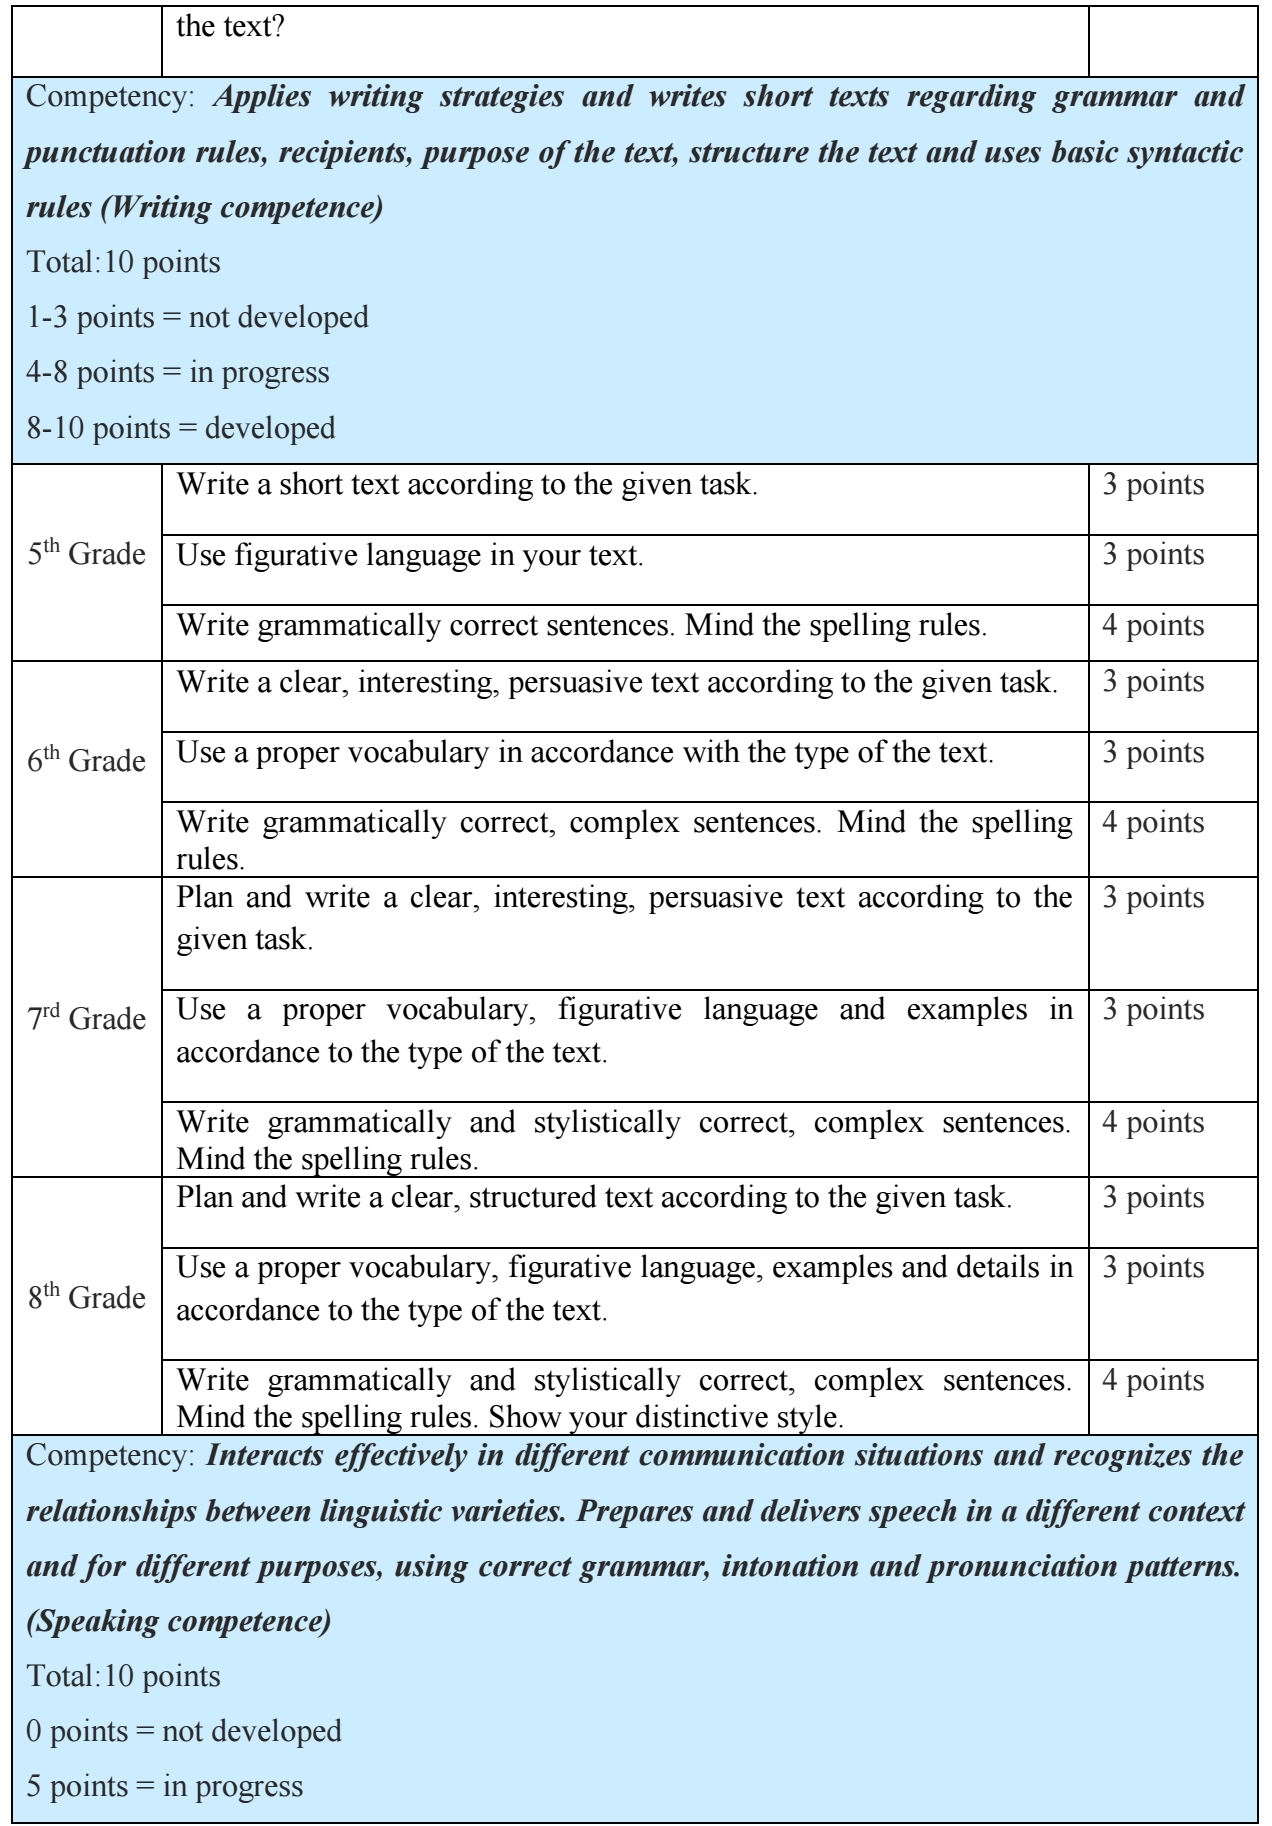 the text?
Competency: Applies writing strategies and writes short texts regarding grammar and
punctuation rules, recipients, purpose of the text, structure the text and uses basic syntactic
rules (Writing competence)
Total:10 points
1-3 points = not developed
4-8 points = in progress
8-10 points = developed
5th Grade
Write a short text according to the given task.
3 points
Use figurative language in your text.
3 points
Write grammatically correct sentences. Mind the spelling rules.
4 points
6th Grade
Write a clear, interesting, persuasive text according to the given task.
3 points
Use a proper vocabulary in accordance with the type of the text.
3 points
Write grammatically correct, complex sentences. Mind the spelling
rules.
4 points
7rd Grade
Plan and write a clear, interesting, persuasive text according to the
given task.
3 points
Use a proper vocabulary, figurative language and examples in
accordance to the type of the text.
3 points
Write grammatically and stylistically correct, complex sentences.
Mind the spelling rules.
4 points
8th Grade
Plan and write a clear, structured text according to the given task.
3 points
Use a proper vocabulary, figurative language, examples and details in
accordance to the type of the text.
3 points
Write grammatically and stylistically correct, complex sentences.
Mind the spelling rules. Show your distinctive style.
4 points
Competency: Interacts effectively in different communication situations and recognizes the
relationships between linguistic varieties. Prepares and delivers speech in a different context
and for different purposes, using correct grammar, intonation and pronunciation patterns.
(Speaking competence)
Total:10 points
0 points = not developed
5 points = in progress